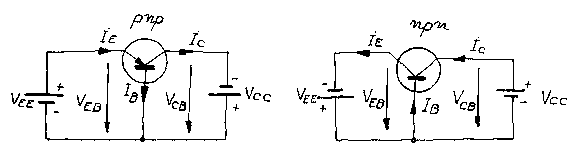 pnp
npn
I_E
I_C
I_E
I_C
+
-
-
+
-
+
-
+
V_EE
V_EB
I_B
V_CB
V_CC
V_EE
V_EB
I_B
V_CB
V_CC